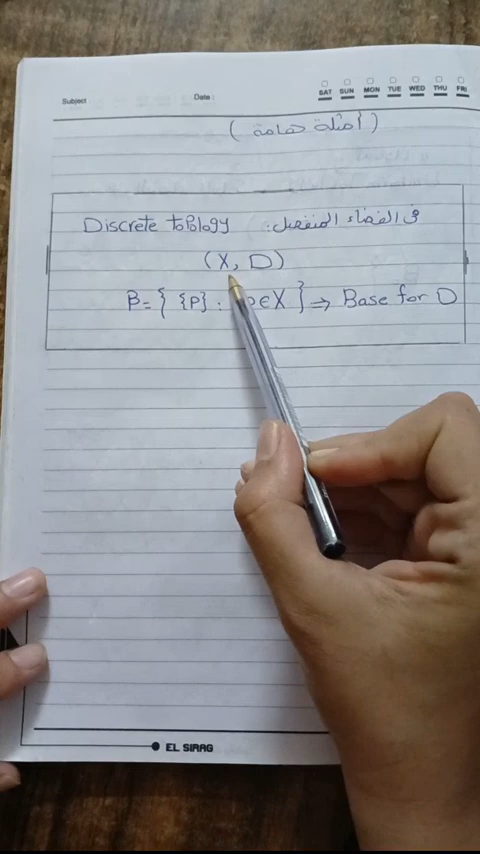 Subject
Date :
SAT SUN MON TUE WED THU FRI
( أمثلة هامة )
Discrete topology في الفضاء المنفصل:
(X, D)
β = { {P} : P∈X } ⇒ Base for D
EL SIRAG